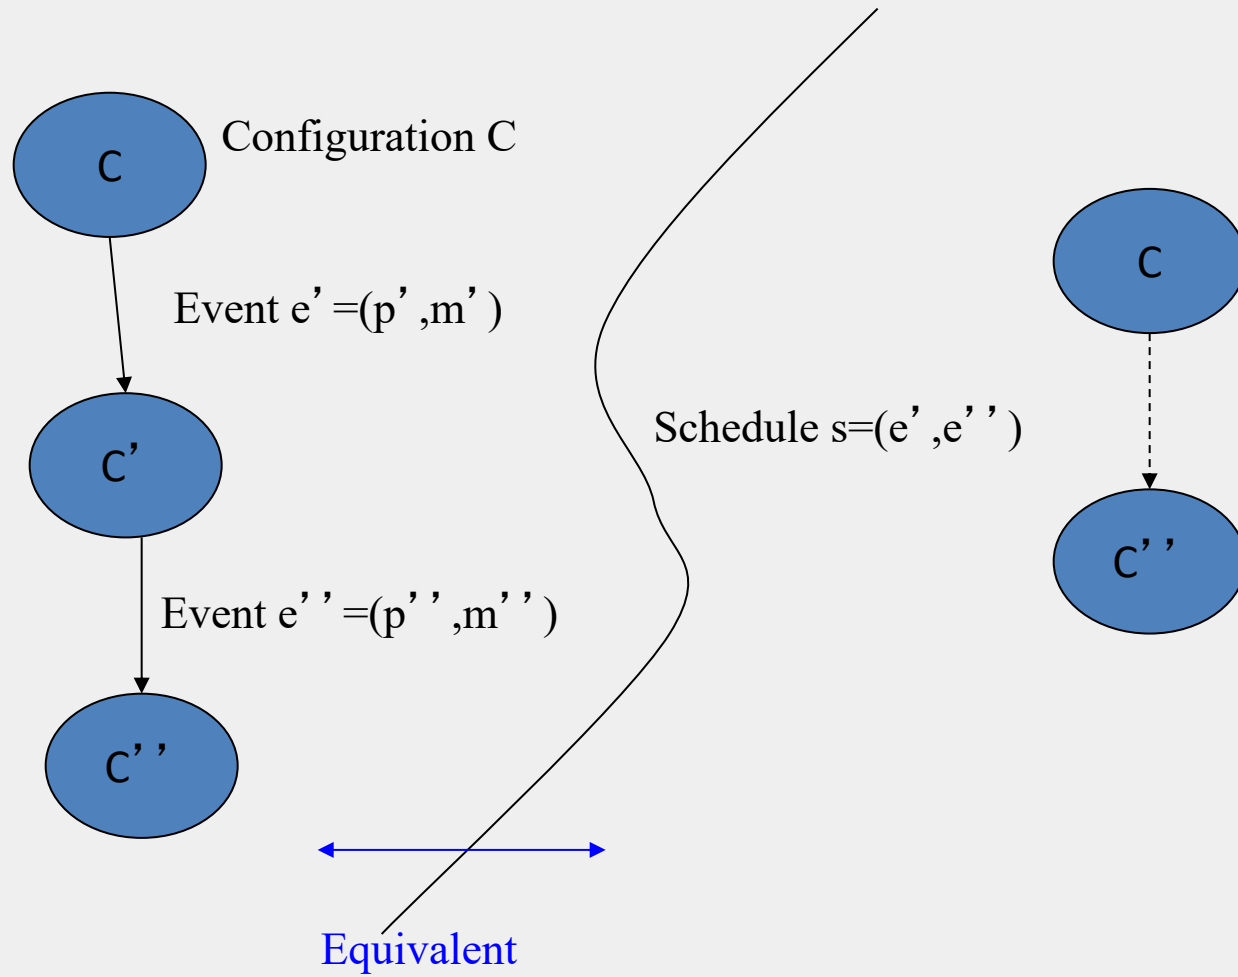 C
Configuration C
Event e’=(p’,m’)
C’
Event e’’=(p’’,m’’)
C’’
Equivalent
C
Schedule s=(e’,e’’)
C’’